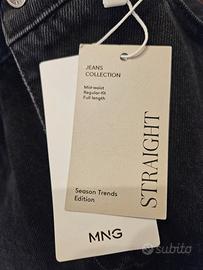 JEANS
COLLECTION
Mid-waist
Regular-fit
Full length
STRAIGHT
Season Trends
Edition
MNG
subito